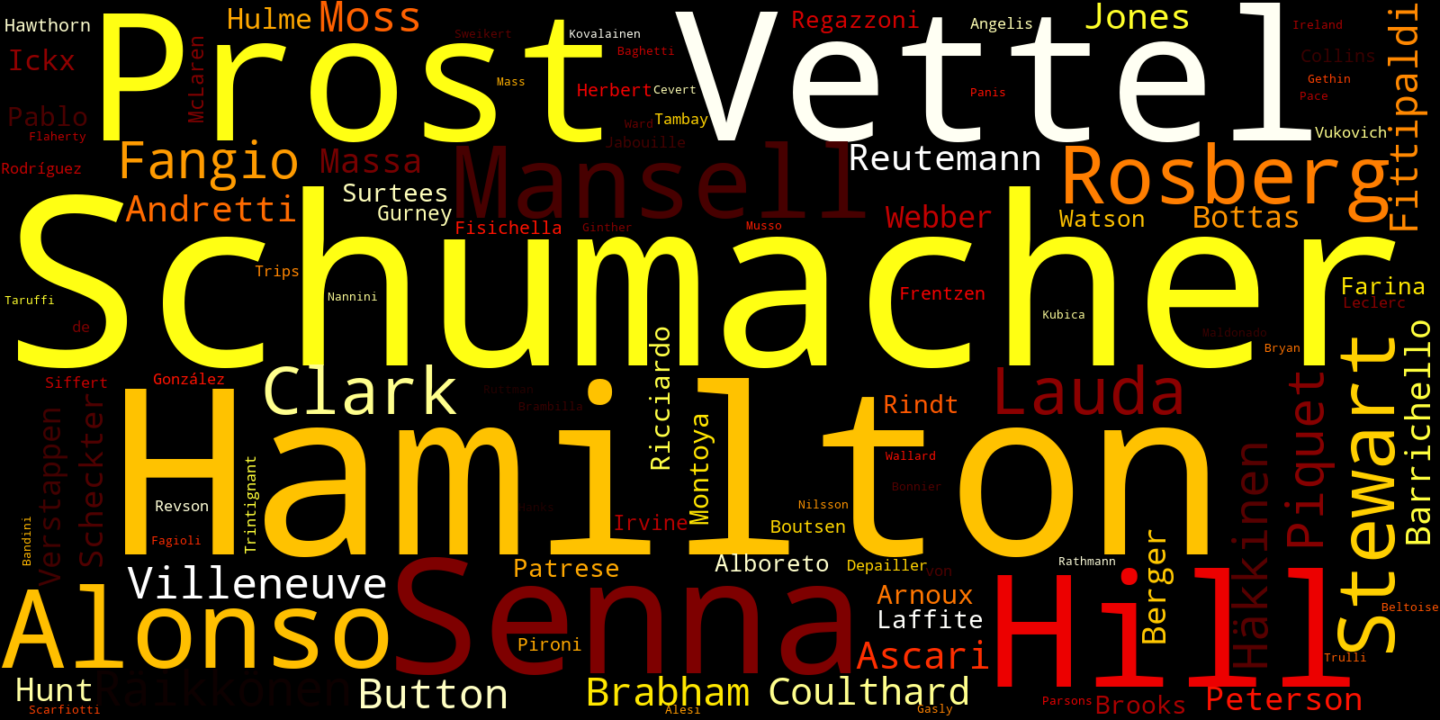 Hawthorn
Hulme
Moss
Prost
Vettel
Sweikert
Kovalainen
Baghetti
Regazzoni
Angelis
Jones
Ireland
Fittipaldi
Ickx
McLaren
Mass
Herbert
Cevert
Panis
Collins
Gethin
Pace
Pablo
Flaherty
Ward
Tambay
Jabouille
Vukovich
Rodríguez
Fangio
Massa
Mansell
Reutemann
Rosberg
Surtees
Andretti
Gurney
Fisichella
Ginther
Musso
Webber
Watson
Bottas
Schumacher
Trips
Nannini
Taruffi
de
Frentzen
Kubica
Farina
Leclerc
Maldonado
Bryan
Siffert
González
Clark
Ruttman
Brambilla
Ricciardo
Rindt
Lauda
Piquet
Stewart
Barrichello
Verstappen
Scheckter
Hamilton
Montoya
Wallard
Bonnier
Häkkinen
Revson
Trintignant
Hanks
Nilsson
Bandini
Fagioli
Irvine
Boutsen
Villeneuve
Patrese
Alboreto
Depailler
von
Rathmann
Berger
Alonso
Senna
Pironi
Arnoux
Laffite
Hill
Beltoise
Ascari
Trulli
Hunt
Räikkönen
Button
Brabham
Coulthard
Parsons
Brooks
Peterson
Scarfiotti
Alesi
Gasly